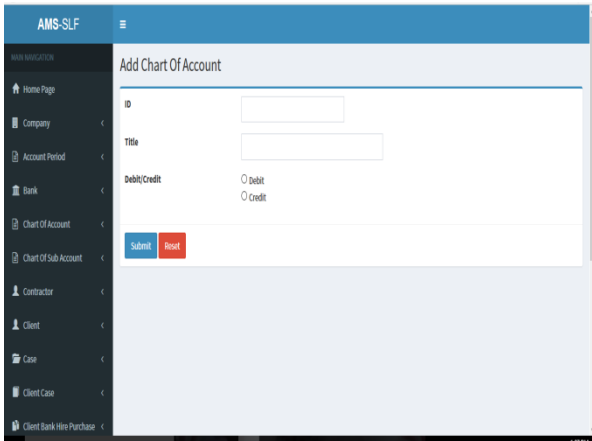 AMS-SLF
MAIN NAVIGATION
Home Page
Company
Account Period
Bank
Chart Of Account
Chart Of Sub Account
Contractor
Client
Case
Client Case
Client Bank Hire Purchase
Add Chart Of Account
ID
Title
Debit/Credit
Debit
Credit
Submit Reset